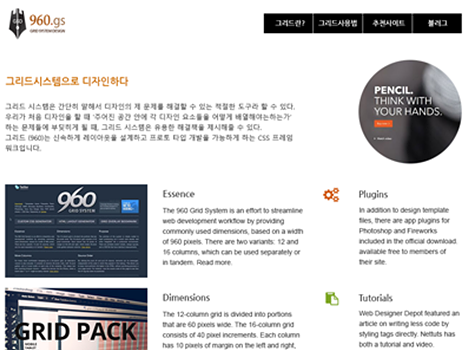 960.gs
GRID SYSTEM DESIGN
그리드란?
그리드사용법
추천사이트
블로그
그리드시스템으로 디자인하다
그리드 시스템은 간단히 말해서 디자인의 제 문제를 해결할 수 있는 적절한 도구라 할 수 있다.
우리가 처음 디자인을 할 때 '주어진 공간 안에 각 디자인 요소들을 어떻게 배열해야하는하가?'
하는 문제들에 부딪히게 될 때, 그리드 시스템은 유용한 해결책을 제시해줄 수 있다.
그리드 (960)는 신속하게 레이아웃을 설계하고 프로토 타입 개발을 가능하게 하는 CSS 프레임
워크입니다.
PENCIL.
THINK WITH
YOUR HANDS.
960
GRID SYSTEM
Essence
The 960 Grid System is an effort to streamline
web development workflow by providing
commonly used dimensions, based on a width
of 960 pixels. There are two variants: 12 and
16 columns, which can be used separately or
in tandem. Read more.
Plugins
In addition to design template
files, there are app plugins for
Photoshop and Fireworks
included in the official download.
available free to members of
their site.
GRID PACK
Dimensions
The 12-column grid is divided into portions
that are 60 pixels wide. The 16-column grid
consists of 40 pixel increments. Each column
has 10 pixels of margin on the left and right,
Tutorials
Web Designer Depot featured an
article on writing less code by
styling tags directly. Nettuts has
both a tutorial and video.